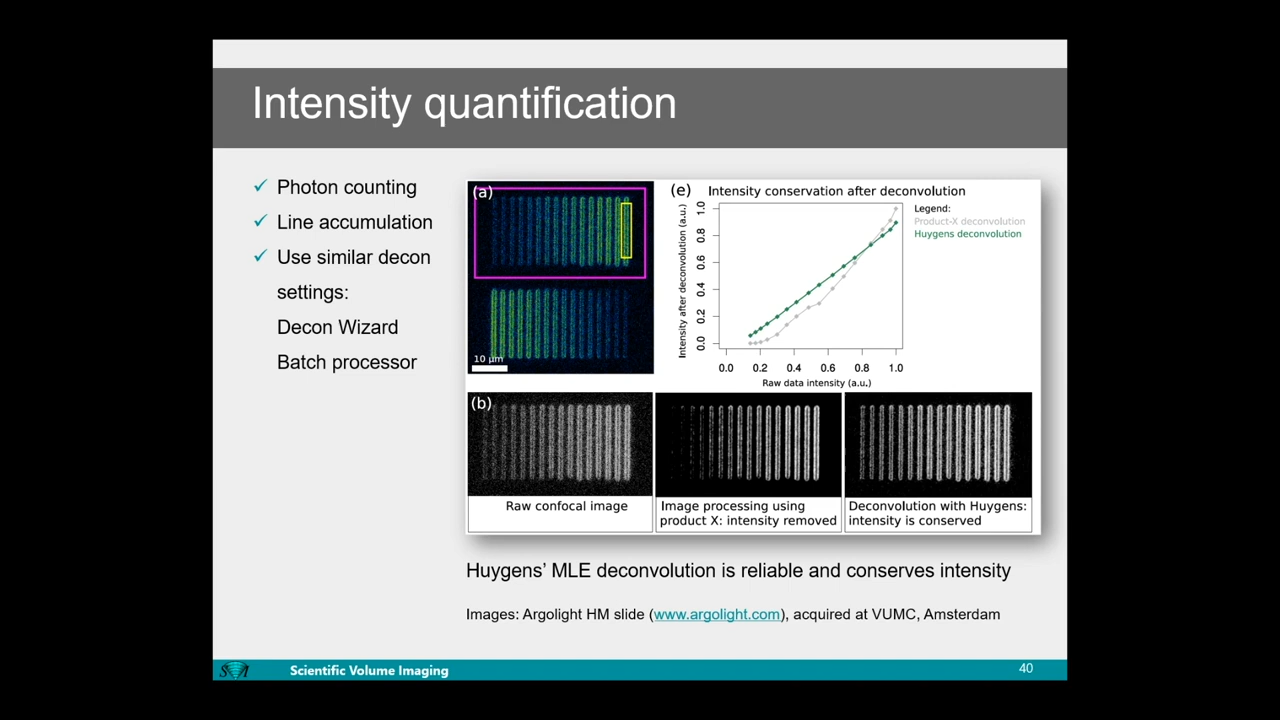 Intensity quantification
✓ Photon counting
✓ Line accumulation
✓ Use similar decon
settings:
Decon Wizard
Batch processor
(a)
10 µm
(e) Intensity conservation after deconvolution
Intensity after deconvolution (a.u.)
1.0
0.8
0.6
0.4
0.2
0.0
0.0 0.2 0.4 0.6 0.8 1.0
Raw data intensity (a.u.)
Legend:
Product-X deconvolution
Huygens deconvolution
(b)
Raw confocal image
Image processing using
product X: intensity removed
Deconvolution with Huygens:
intensity is conserved
Huygens’ MLE deconvolution is reliable and conserves intensity
Images: Argolight HM slide (www.argolight.com), acquired at VUMC, Amsterdam
SVI
Scientific Volume Imaging
40